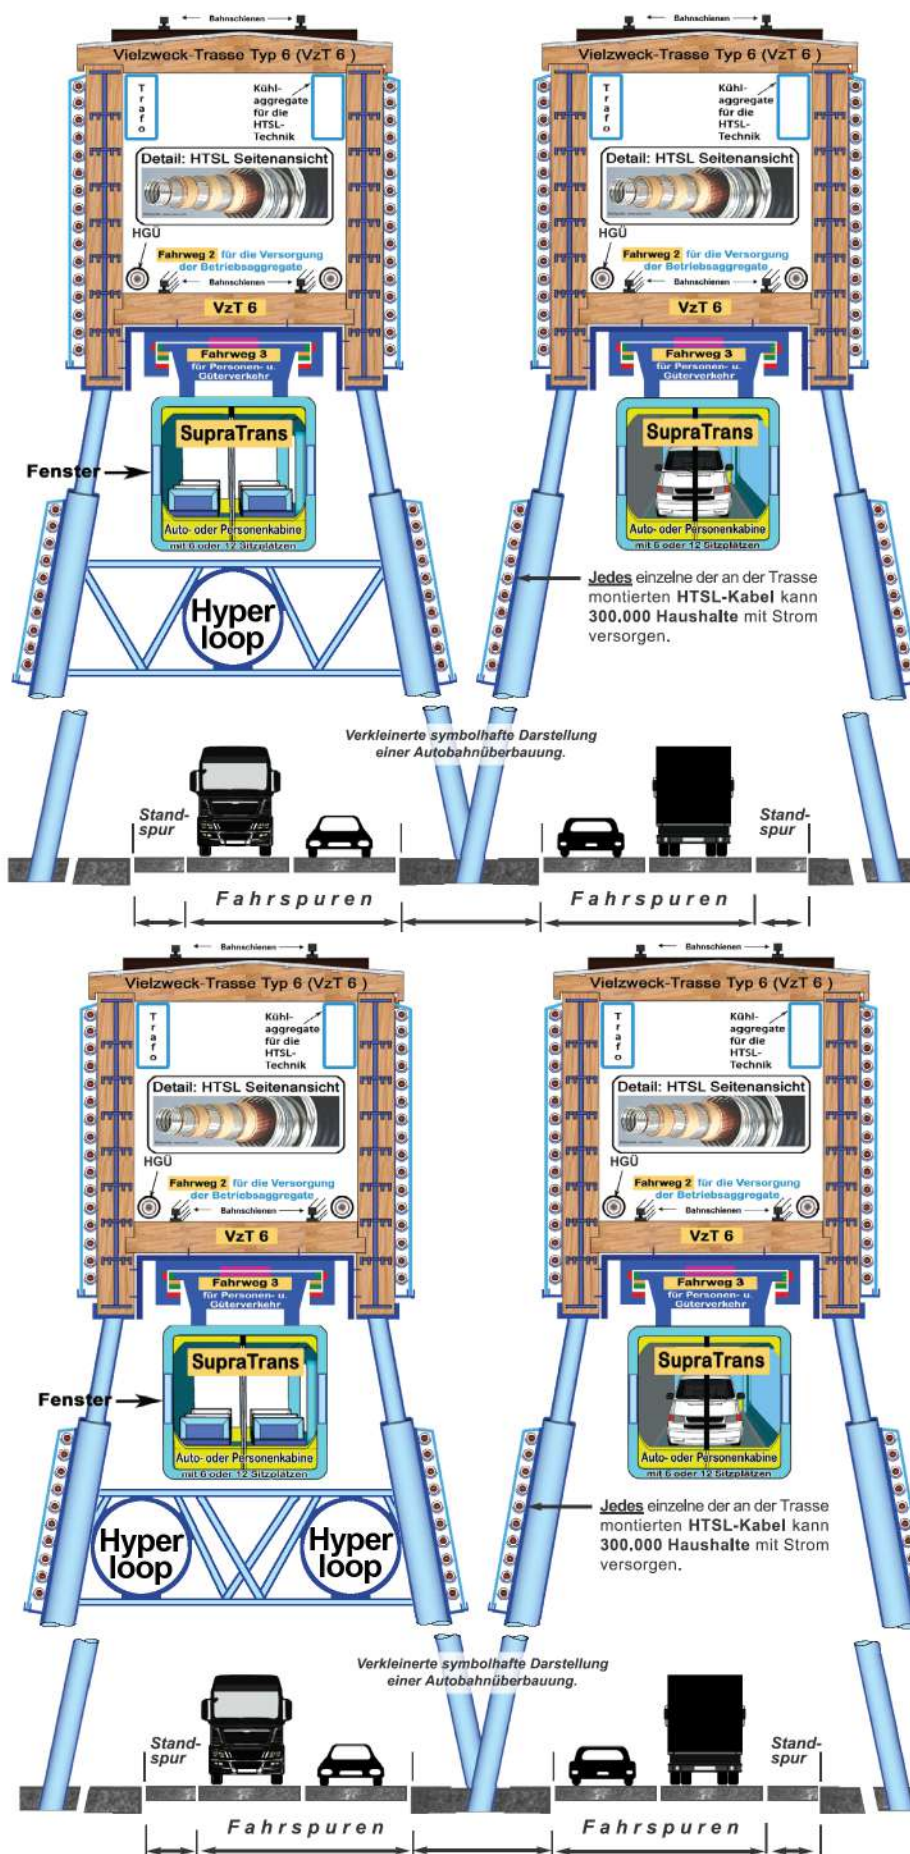 ← Bahnschienen →
Vielzweck-Trasse Typ 6 (VzT 6 )
Trafo
Kühl-
aggregate
für die
HTSL-
Technik
Detail: HTSL Seitenansicht
HGÜ
Fahrweg 2 für die Versorgung
der Betriebsaggregate
← Bahnschienen →
VzT 6
Fahrweg 3
für Personen- u.
Güterverkehr
SupraTrans
Fenster
Auto- oder Personenkabine
mit 6 oder 12 Sitzplätzen
Hyper
loop
← Bahnschienen →
Vielzweck-Trasse Typ 6 (VzT 6 )
Trafo
Kühl-
aggregate
für die
HTSL-
Technik
Detail: HTSL Seitenansicht
HGÜ
Fahrweg 2 für die Versorgung
der Betriebsaggregate
← Bahnschienen →
VzT 6
Fahrweg 3
für Personen- u.
Güterverkehr
SupraTrans
Auto- oder Personenkabine
mit 6 oder 12 Sitzplätzen
Jedes einzelne der an der Trasse
montierten HTSL-Kabel kann
300.000 Haushalte mit Strom
versorgen.
Verkleinerte symbolhafte Darstellung
einer Autobahnüberbauung.
Stand-
spur
Stand-
spur
Fahrspuren
Fahrspuren
← Bahnschienen →
Vielzweck-Trasse Typ 6 (VzT 6 )
Trafo
Kühl-
aggregate
für die
HTSL-
Technik
Detail: HTSL Seitenansicht
HGÜ
Fahrweg 2 für die Versorgung
der Betriebsaggregate
← Bahnschienen →
VzT 6
Fahrweg 3
für Personen- u.
Güterverkehr
SupraTrans
Fenster
Auto- oder Personenkabine
mit 6 oder 12 Sitzplätzen
Hyper
loop
Hyper
loop
← Bahnschienen →
Vielzweck-Trasse Typ 6 (VzT 6 )
Trafo
Kühl-
aggregate
für die
HTSL-
Technik
Detail: HTSL Seitenansicht
HGÜ
Fahrweg 2 für die Versorgung
der Betriebsaggregate
← Bahnschienen →
VzT 6
Fahrweg 3
für Personen- u.
Güterverkehr
SupraTrans
Auto- oder Personenkabine
mit 6 oder 12 Sitzplätzen
Jedes einzelne der an der Trasse
montierten HTSL-Kabel kann
300.000 Haushalte mit Strom
versorgen.
Verkleinerte symbolhafte Darstellung
einer Autobahnüberbauung.
Stand-
spur
Stand-
spur
Fahrspuren
Fahrspuren